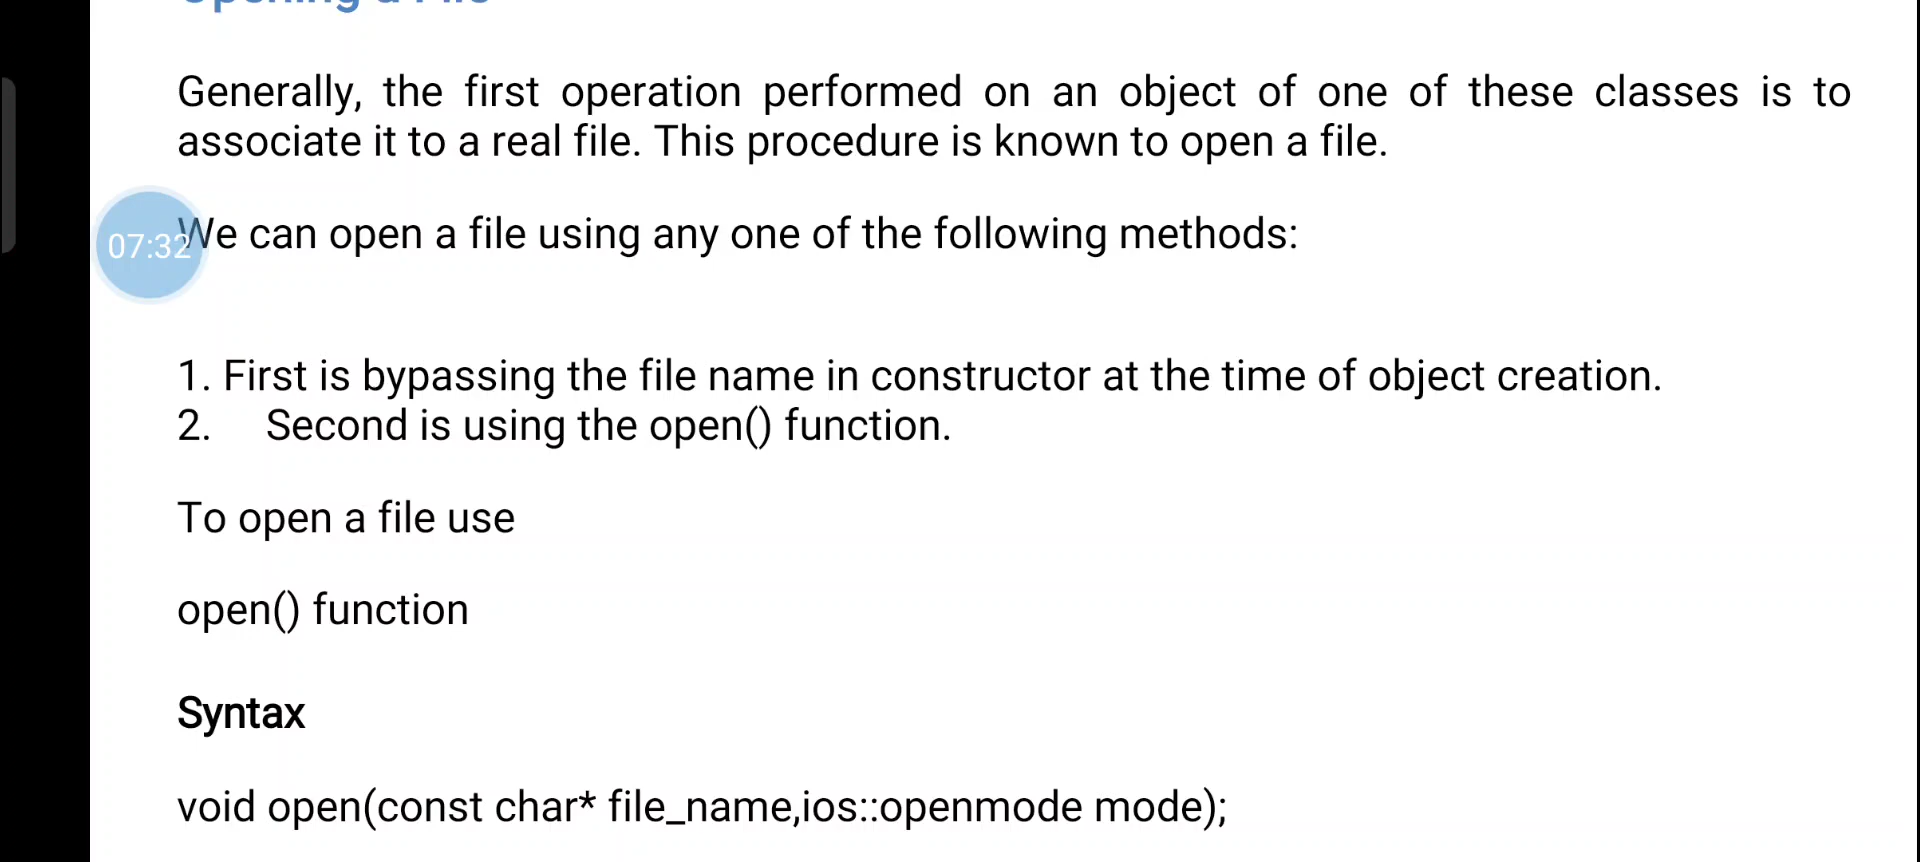 Opening a File
Generally, the first operation performed on an object of one of these classes is to
associate it to a real file. This procedure is known to open a file.
We can open a file using any one of the following methods:
07:32
1. First is bypassing the file name in constructor at the time of object creation.
2. Second is using the open() function.
To open a file use
open() function
Syntax
void open(const char* file_name,ios::openmode mode);